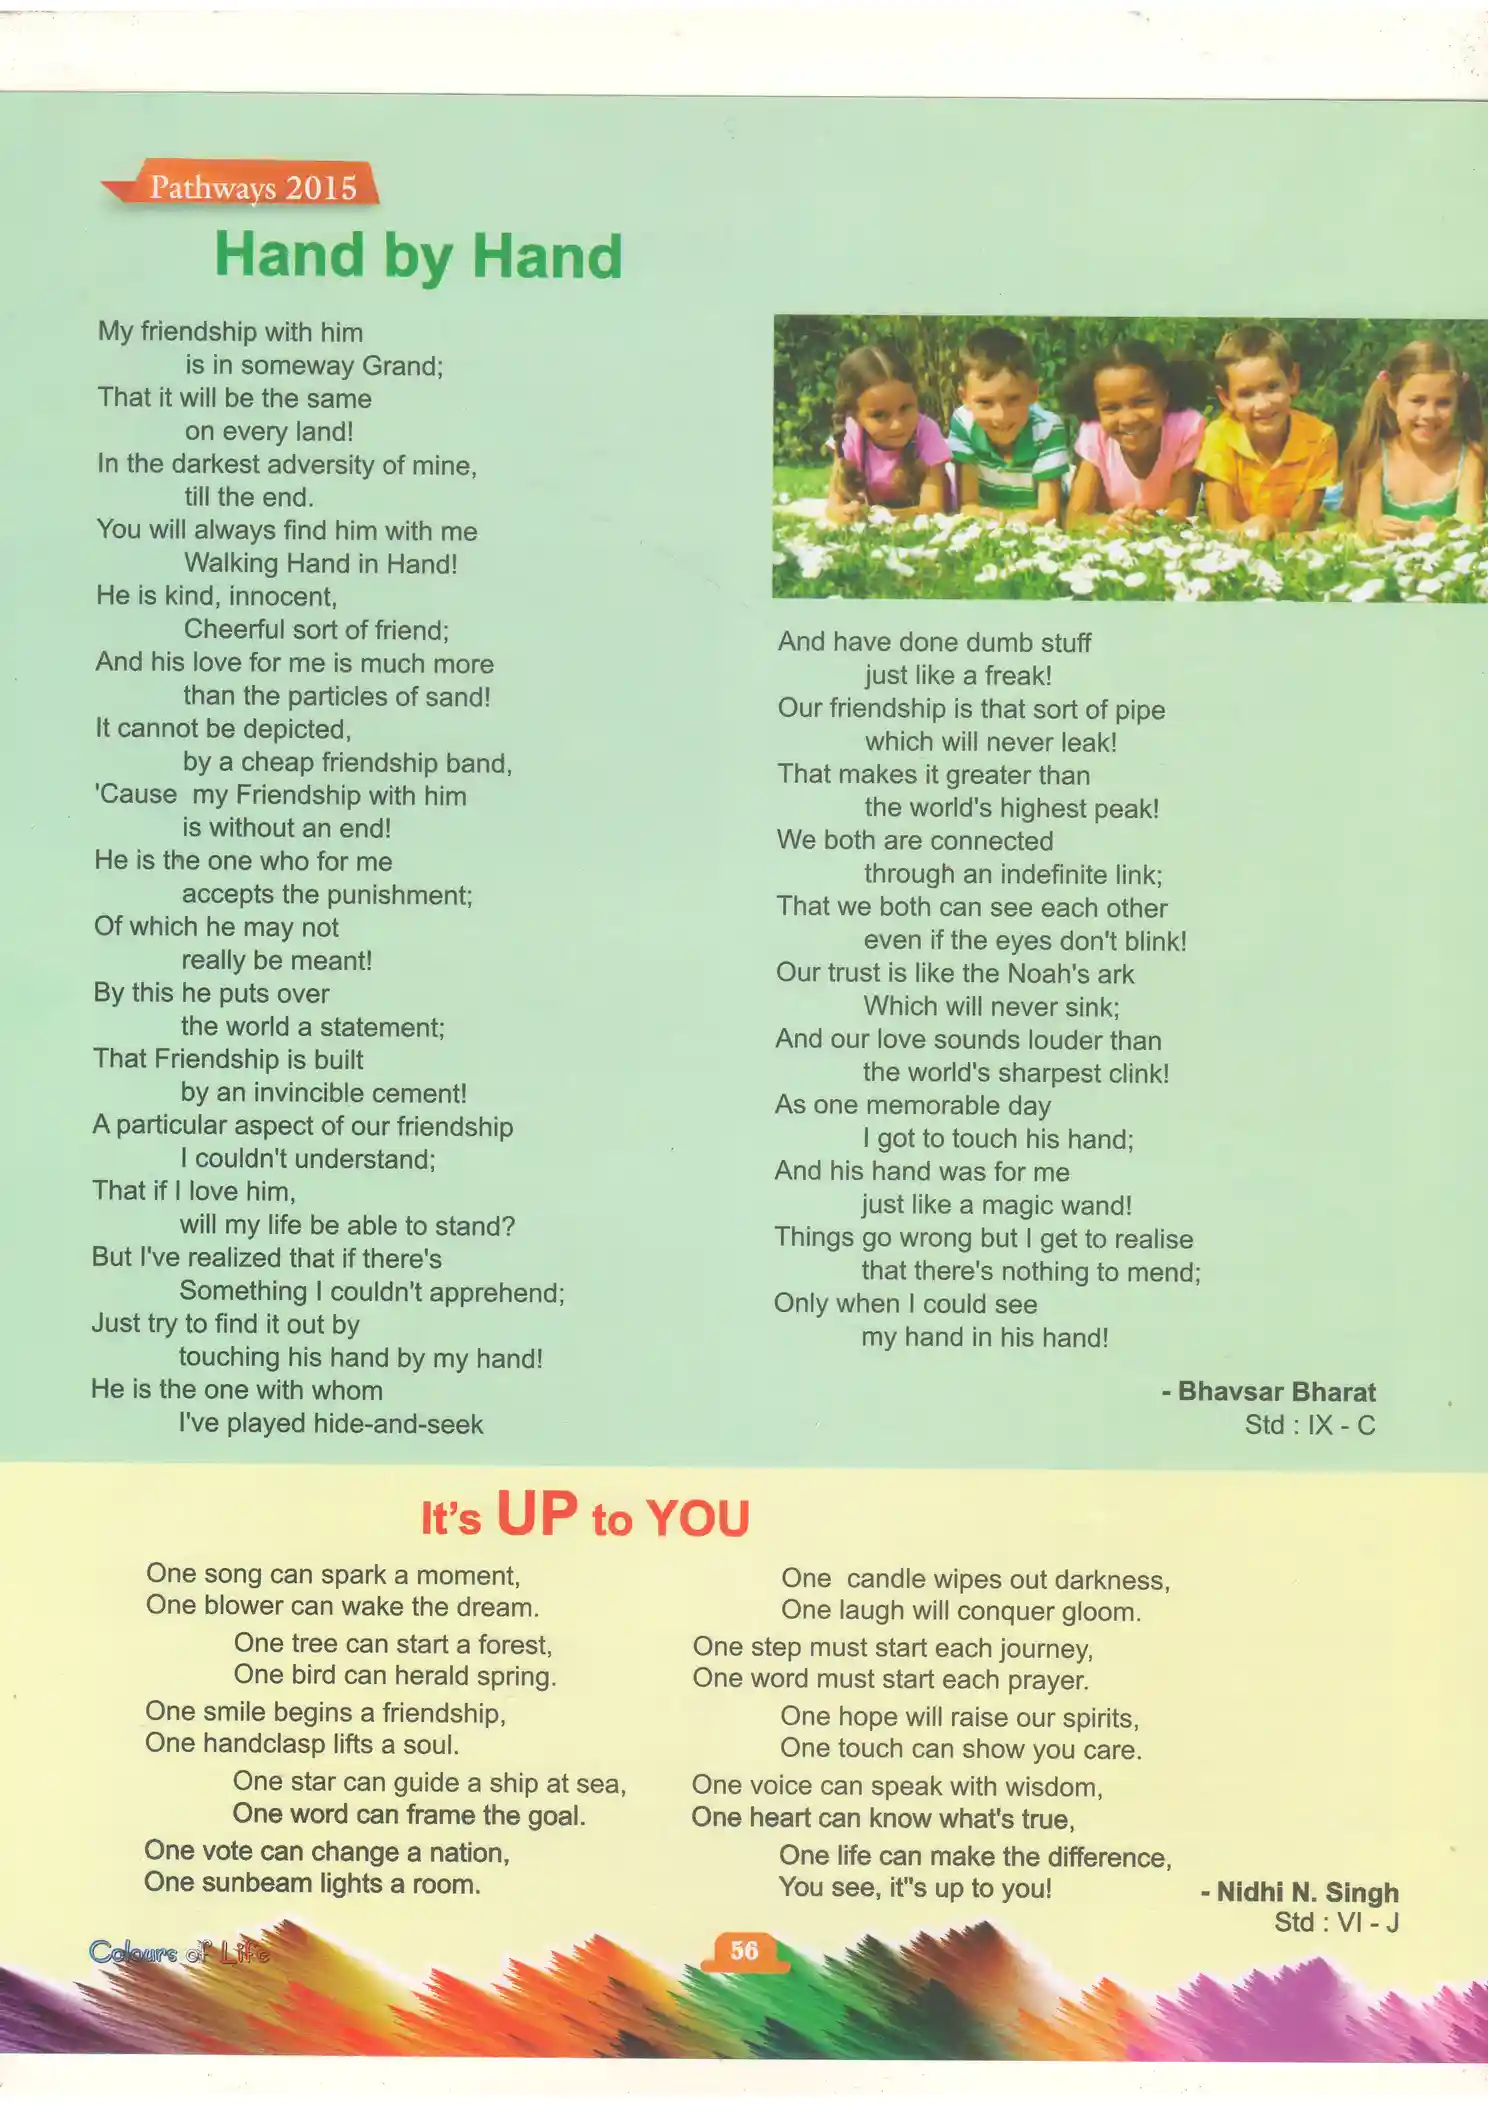 Pathways 2015
Hand by Hand
My friendship with him
is in someway Grand;
That it will be the same
on every land!
In the darkest adversity of mine,
till the end.
You will always find him with me
Walking Hand in Hand!
He is kind, innocent,
Cheerful sort of friend;
And his love for me is much more
than the particles of sand!
It cannot be depicted,
by a cheap friendship band,
'Cause my Friendship with him
is without an end!
He is the one who for me
accepts the punishment;
Of which he may not
really be meant!
By this he puts over
the world a statement;
That Friendship is built
by an invincible cement!
A particular aspect of our friendship
I couldn't understand;
That if I love him,
will my life be able to stand?
But I've realized that if there's
Something I couldn't apprehend;
Just try to find it out by
touching his hand by my hand!
He is the one with whom
I've played hide-and-seek
And have done dumb stuff
just like a freak!
Our friendship is that sort of pipe
which will never leak!
That makes it greater than
the world's highest peak!
We both are connected
through an indefinite link;
That we both can see each other
even if the eyes don't blink!
Our trust is like the Noah's ark
Which will never sink;
And our love sounds louder than
the world's sharpest clink!
As one memorable day
I got to touch his hand;
And his hand was for me
just like a magic wand!
Things go wrong but I get to realise
that there's nothing to mend;
Only when I could see
my hand in his hand!
- Bhavsar Bharat
Std : IX - C
It's UP to YOU
One song can spark a moment,
One blower can wake the dream.
One tree can start a forest,
One bird can herald spring.
One smile begins a friendship,
One handclasp lifts a soul.
One star can guide a ship at sea,
One word can frame the goal.
One vote can change a nation,
One sunbeam lights a room.
One candle wipes out darkness,
One laugh will conquer gloom.
One step must start each journey,
One word must start each prayer.
One hope will raise our spirits,
One touch can show you care.
One voice can speak with wisdom,
One heart can know what's true,
One life can make the difference,
You see, it"s up to you!
- Nidhi N. Singh
Std : VI - J
Colours of Life
56